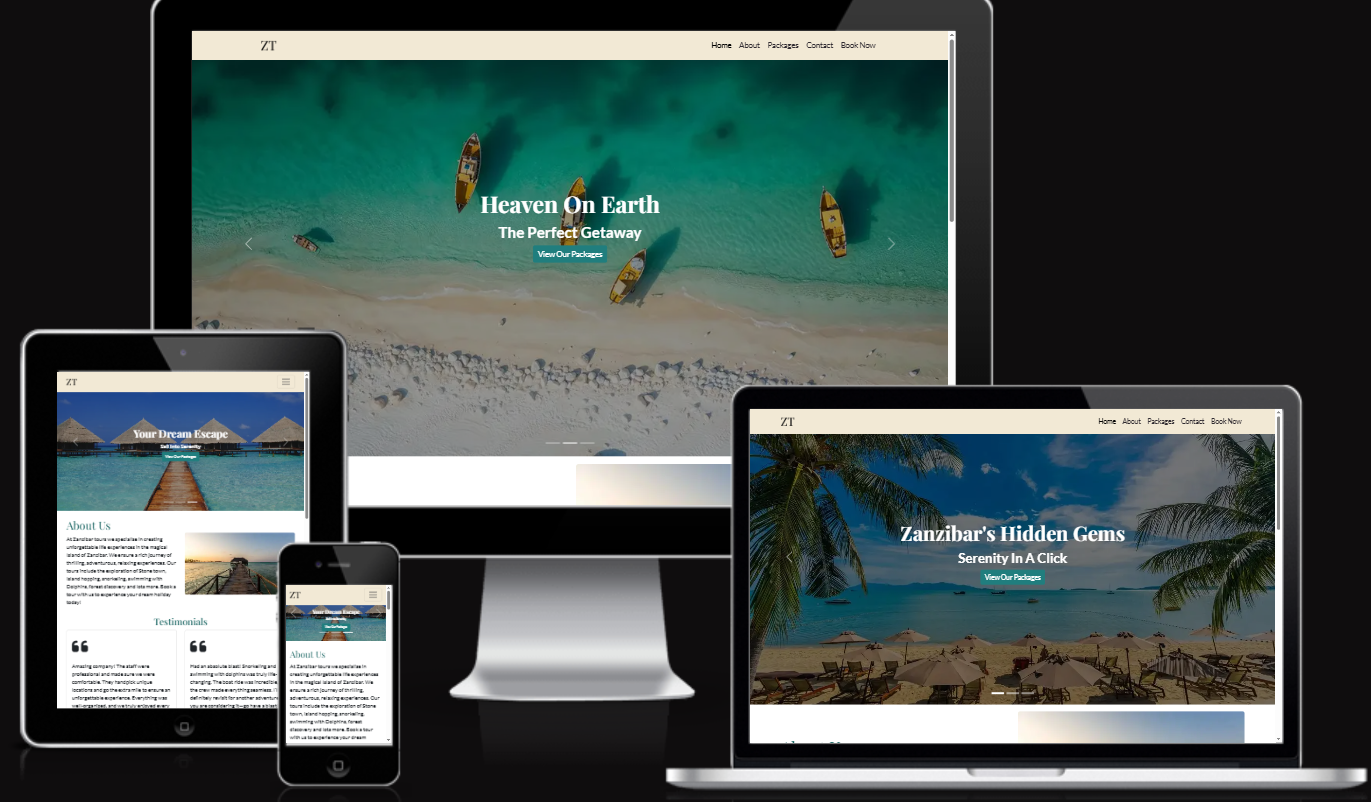 ZT
Home About Packages Contact Book Now
Heaven On Earth
The Perfect Getaway
View Our Packages
ZT
Your Dream Escape
Sail Into Serenity
View Our Packages
About Us
At Zanzibar tours we specialise in creating
unforgettable life experiences in the magical
island of Zanzibar. We ensure a rich journey of
thrilling, adventurous, relaxing experiences. Our
tours include the exploration of Stone town,
island hopping, snorkeling, swimming with
Dolphins, forest discovery and lots more. Book a
tour with us to experience your dream holiday
today!
Testimonials
Amazing company! The staff were
professional and made sure we were
comfortable. They handpick unique
locations and go the extra mile to ensure an
unforgettable experience. Everything was
well-organised, and we truly enjoyed every
Had an absolute blast! Snorkeling and
swimming with dolphins was truly life-
changing. The boat ride was incredible,
the crew made everything seamless.
definitely revisit for another adventure
you are considering it—go have a blast
ZT
Your Dream Escape
View Our Packages
About Us
At Zanzibar tours we specialise in
creating unforgettable life experiences
in the magical island of Zanzibar. We
ensure a rich journey of thrilling,
adventurous, relaxing experiences. Our
tours include the exploration of Stone
town, island hopping, snorkeling,
swimming with Dolphins, forest
discovery and lots more. Book a tour
with us to experience your dream
ZT
Home About Packages Contact Book Now
Zanzibar's Hidden Gems
Serenity In A Click
View Our Packages